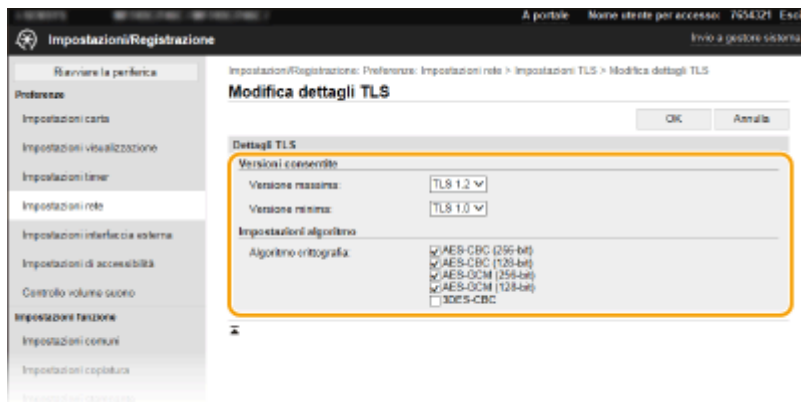 A portale Nome utente per accesso: 7654321
Impostazioni/Registrazione
Invio a gestore sistema
Riavviare la periferica
Impostazioni/Registrazione: Preferenze: Impostazioni rete > Impostazioni TLS > Modifica dettagli TLS
Preferenze
Modifica dettagli TLS
Impostazioni carta
OK Annulla
Impostazioni visualizzazione
Dettagli TLS
Versioni consentite
Impostazioni timer
Versione massima: TLS 1.2
Impostazioni rete
Versione minima: TLS 1.0
Impostazioni interfaccia esterna
Impostazioni algoritmo
Algoritmo crittografia: AES-CBC (256-bit)
AES-CBC (128-bit)
Impostazioni di accessibilità
AES-GCM (256-bit)
AES-GCM (128-bit)
Controllo volume suono
3DES-CBC
Impostazioni funzione
Impostazioni comuni
Impostazioni copiatura